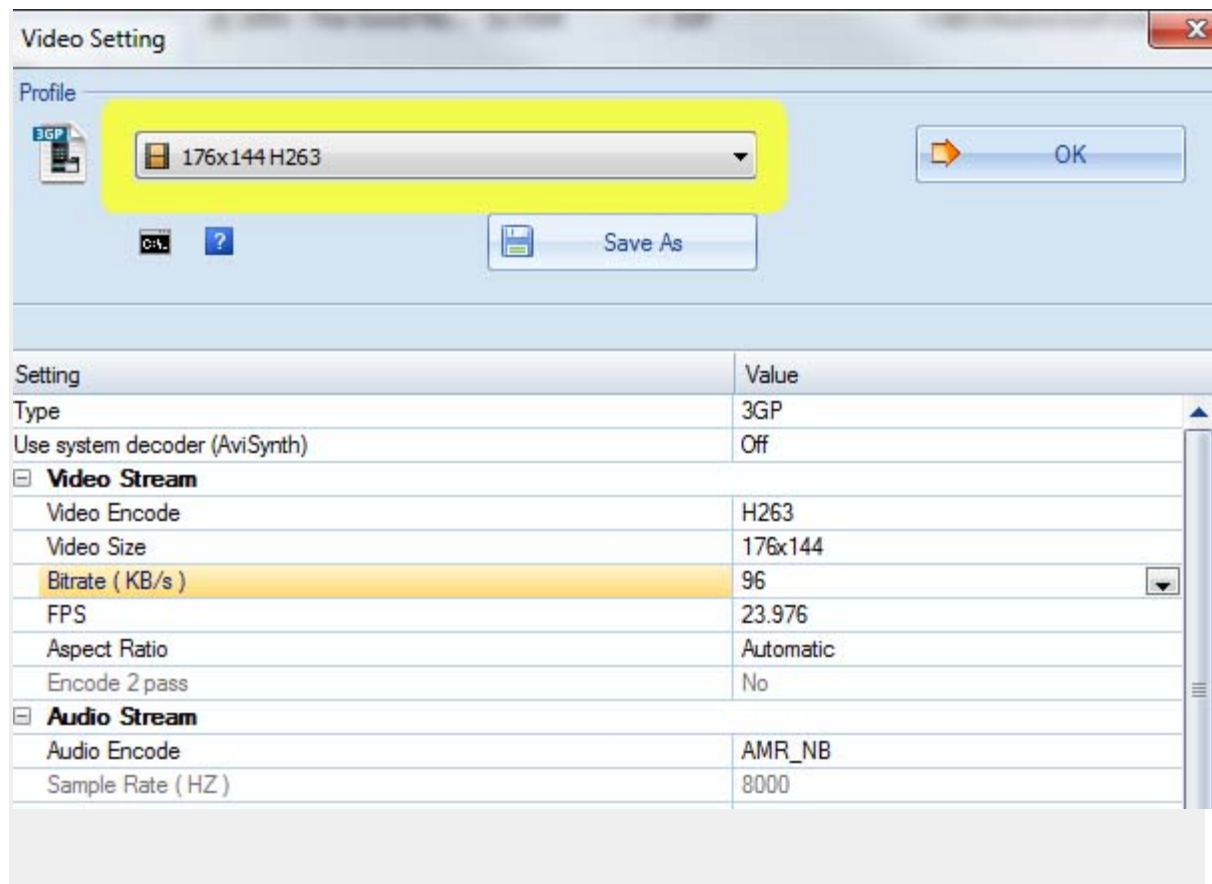 Video Setting
X
Profile
3GP
176x144 H263
OK
C:\.
?
Save As
Setting Value
Type 3GP
Use system decoder (AviSynth) Off
Video Stream
Video Encode H263
Video Size 176x144
Bitrate ( KB/s ) 96
FPS 23.976
Aspect Ratio Automatic
Encode 2 pass No
Audio Stream
Audio Encode AMR_NB
Sample Rate ( HZ ) 8000